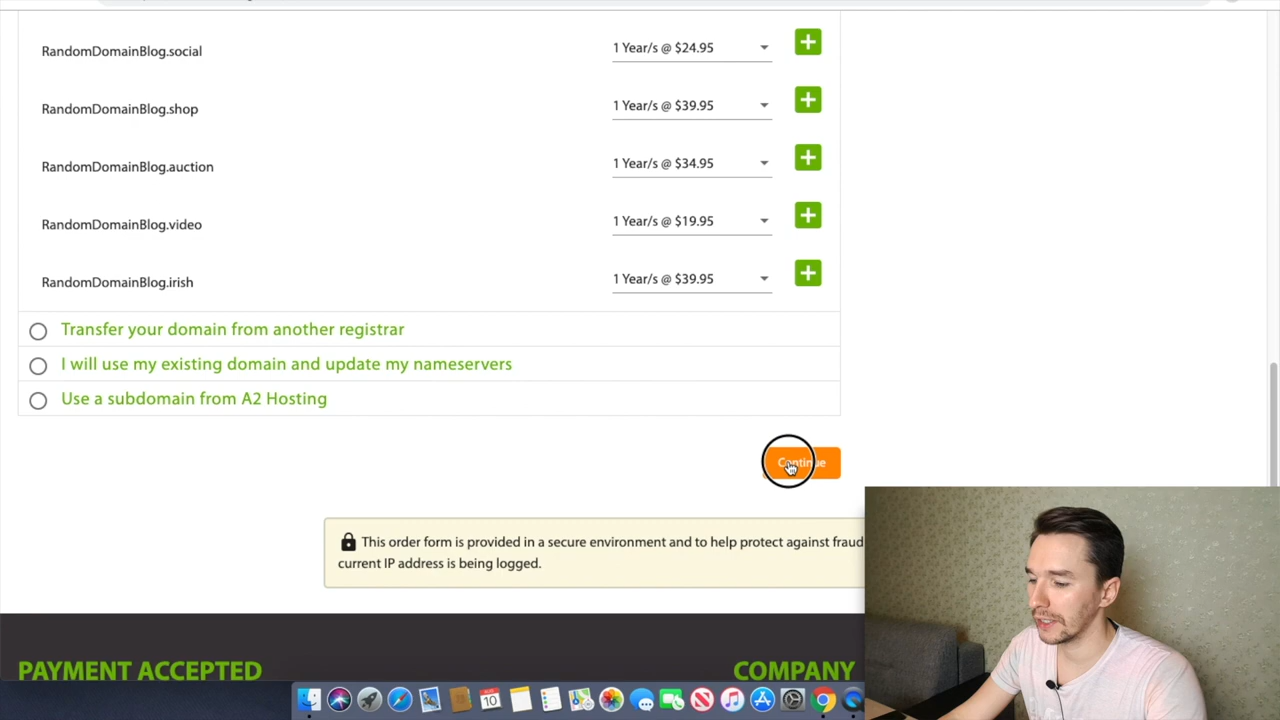 RandomDomainBlog.social
1 Year/s @ $24.95
RandomDomainBlog.shop
1 Year/s @ $39.95
RandomDomainBlog.auction
1 Year/s @ $34.95
RandomDomainBlog.video
1 Year/s @ $19.95
RandomDomainBlog.irish
1 Year/s @ $39.95
Transfer your domain from another registrar
I will use my existing domain and update my nameservers
Use a subdomain from A2 Hosting
Continue
This order form is provided in a secure environment and to help protect against fraud
current IP address is being logged.
PAYMENT ACCEPTED
COMPANY
10